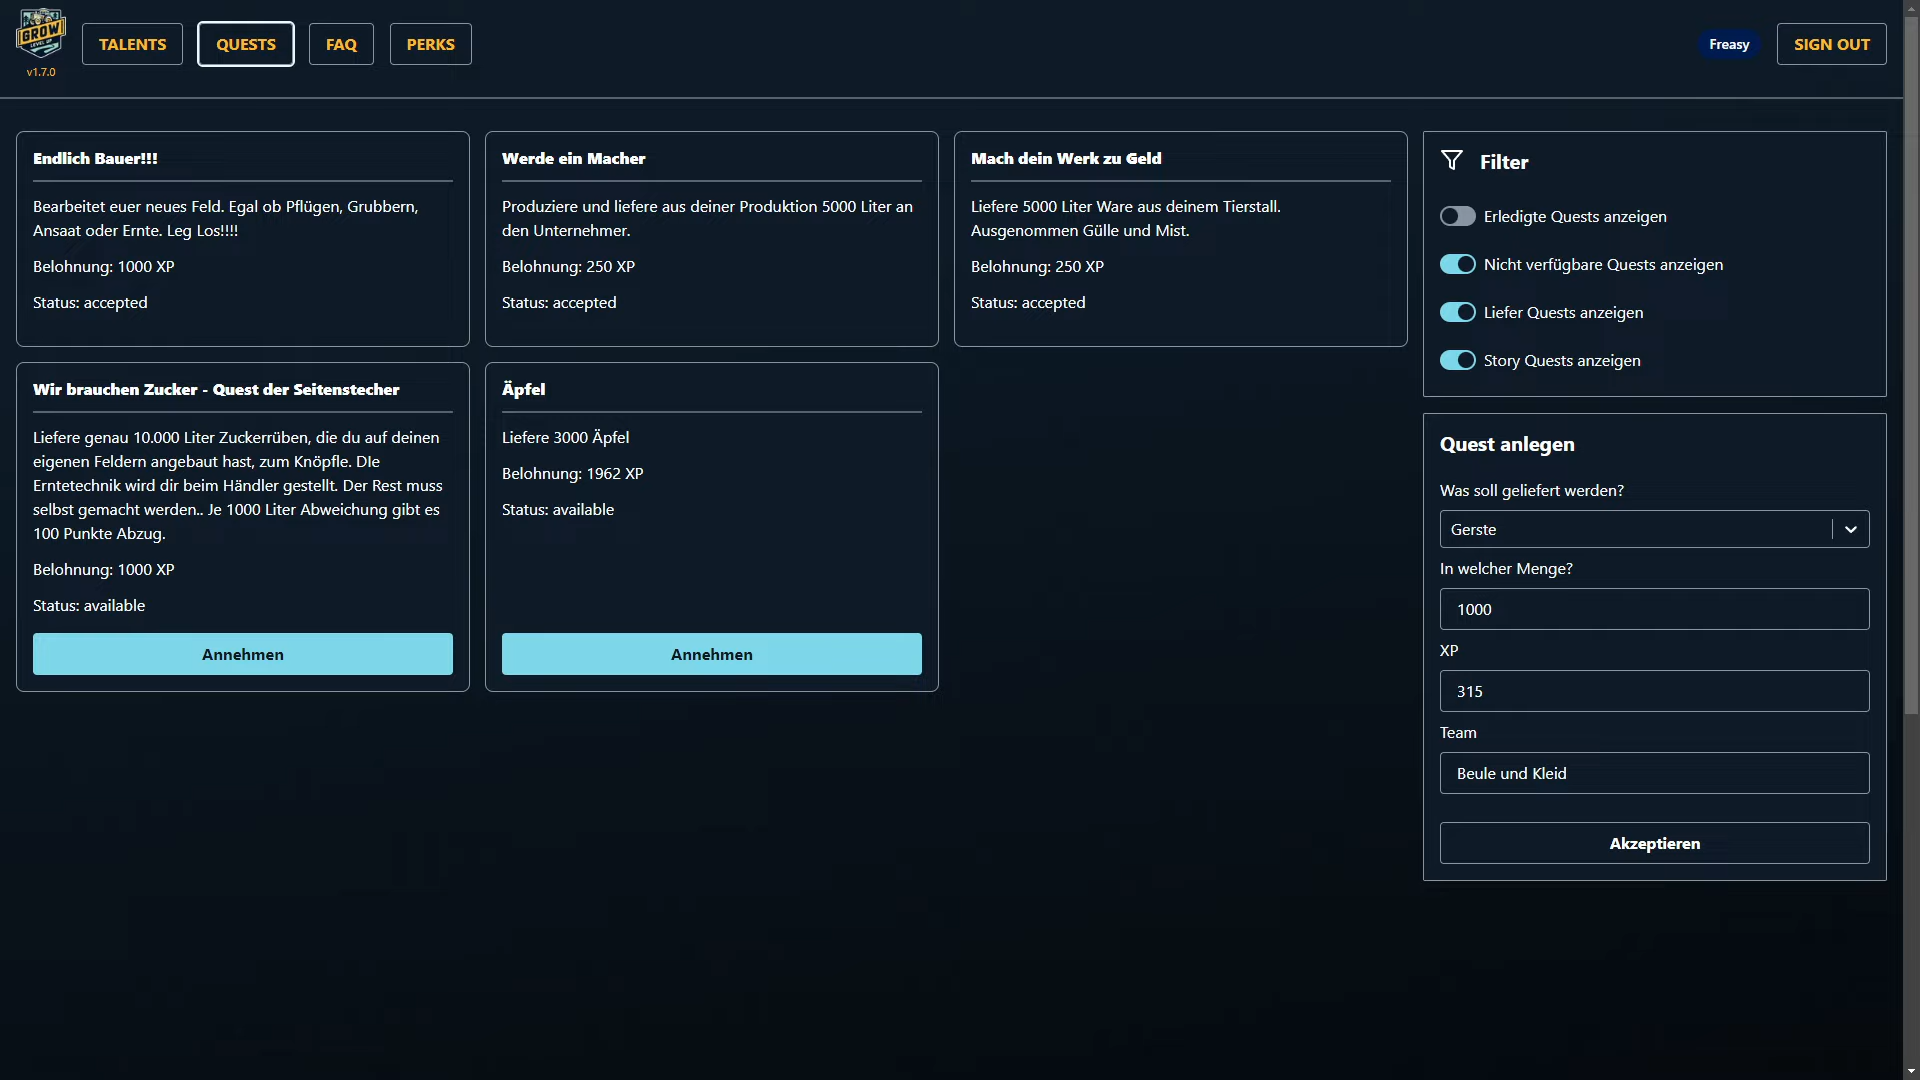 GROW
LEVEL UP
v1.7.0
TALENTS
QUESTS
FAQ
PERKS
Freasy
SIGN OUT
Endlich Bauer!!!
Bearbeitet euer neues Feld. Egal ob Pflügen, Grubbern,
Ansaat oder Ernte. Leg Los!!!!
Belohnung: 1000 XP
Status: accepted
Werde ein Macher
Produziere und liefere aus deiner Produktion 5000 Liter an
den Unternehmer.
Belohnung: 250 XP
Status: accepted
Mach dein Werk zu Geld
Liefere 5000 Liter Ware aus deinem Tierstall.
Ausgenommen Gülle und Mist.
Belohnung: 250 XP
Status: accepted
Wir brauchen Zucker - Quest der Seitenstecher
Liefere genau 10.000 Liter Zuckerrüben, die du auf deinen
eigenen Feldern angebaut hast, zum Knöpfle. DIe
Erntetechnik wird dir beim Händler gestellt. Der Rest muss
selbst gemacht werden.. Je 1000 Liter Abweichung gibt es
100 Punkte Abzug.
Belohnung: 1000 XP
Status: available
Annehmen
Äpfel
Liefere 3000 Äpfel
Belohnung: 1962 XP
Status: available
Annehmen
Filter
Erledigte Quests anzeigen
Nicht verfügbare Quests anzeigen
Liefer Quests anzeigen
Story Quests anzeigen
Quest anlegen
Was soll geliefert werden?
Gerste
In welcher Menge?
1000
XP
315
Team
Beule und Kleid
Akzeptieren